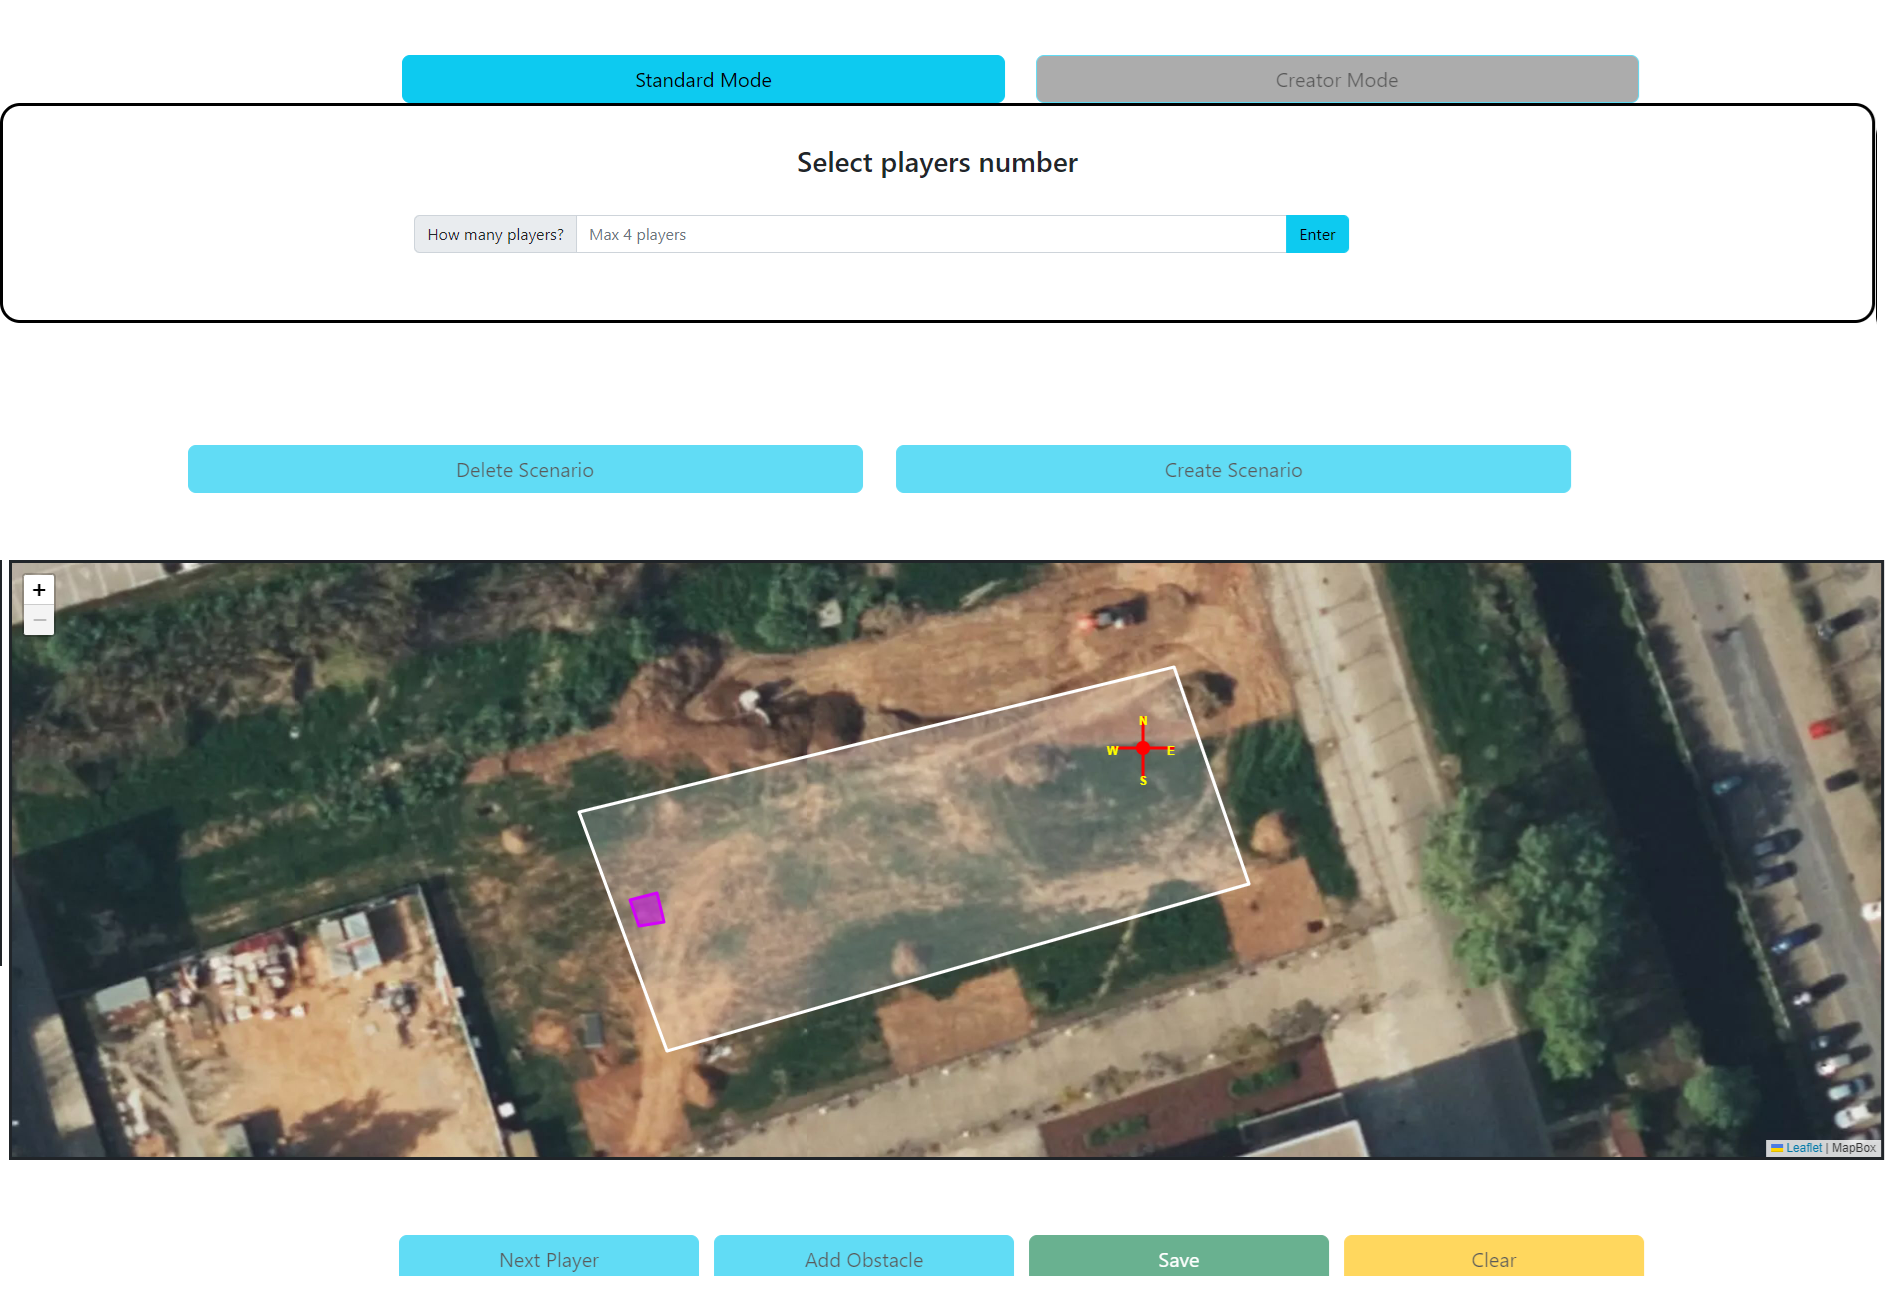 Standard Mode
Creator Mode
Select players number
How many players?
Max 4 players
Enter
Delete Scenario
Create Scenario
+
−
N
W
E
S
Leaflet | MapBox
Next Player
Add Obstacle
Save
Clear